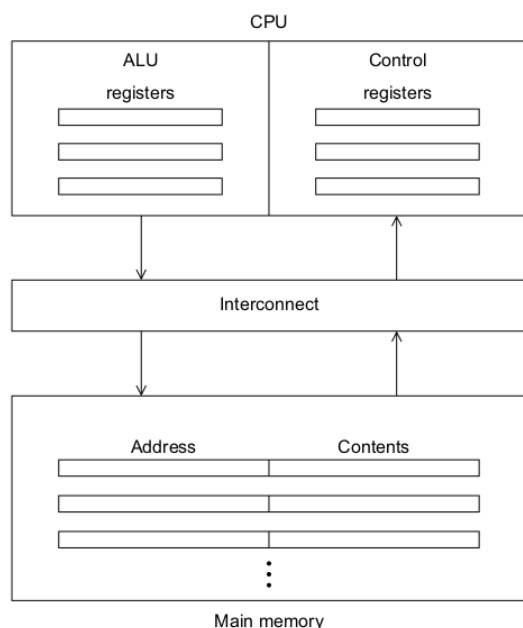 CPU
ALU
Control
registers
registers
Interconnect
Address
Contents
Main memory